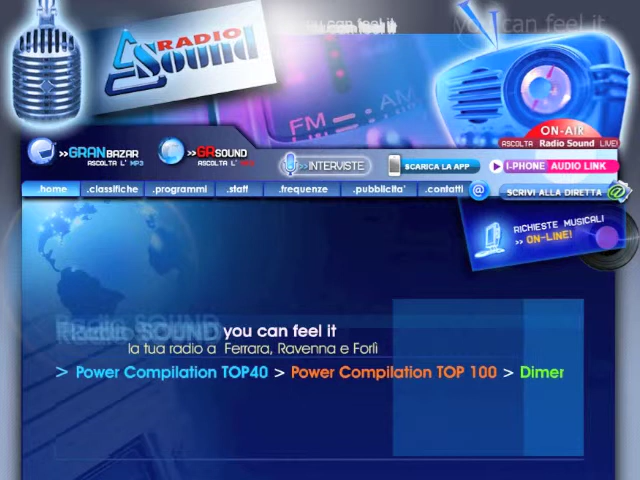 you can feel it
you can feel it
RADIO
Sound
FM
AM
ON-AIR
ASCOLTA Radio Sound LIVE!
>>GRANBAZAR
ASCOLTA L' MP3
>>GRSOUND
ASCOLTA L'
>>INTERVISTE
SCARICA LA APP
I-PHONE AUDIO LINK
.home .classifiche .programmi .staff .frequenze .pubblicita' .contatti @ SCRIVI ALLA DIRETTA @
RICHIESTE MUSICALI
>> ON-LINE!
Radio SOUND you can feel it
la tua radio a Ferrara, Ravenna e Forlì
> Power Compilation TOP40 > Power Compilation TOP 100 > Dimer